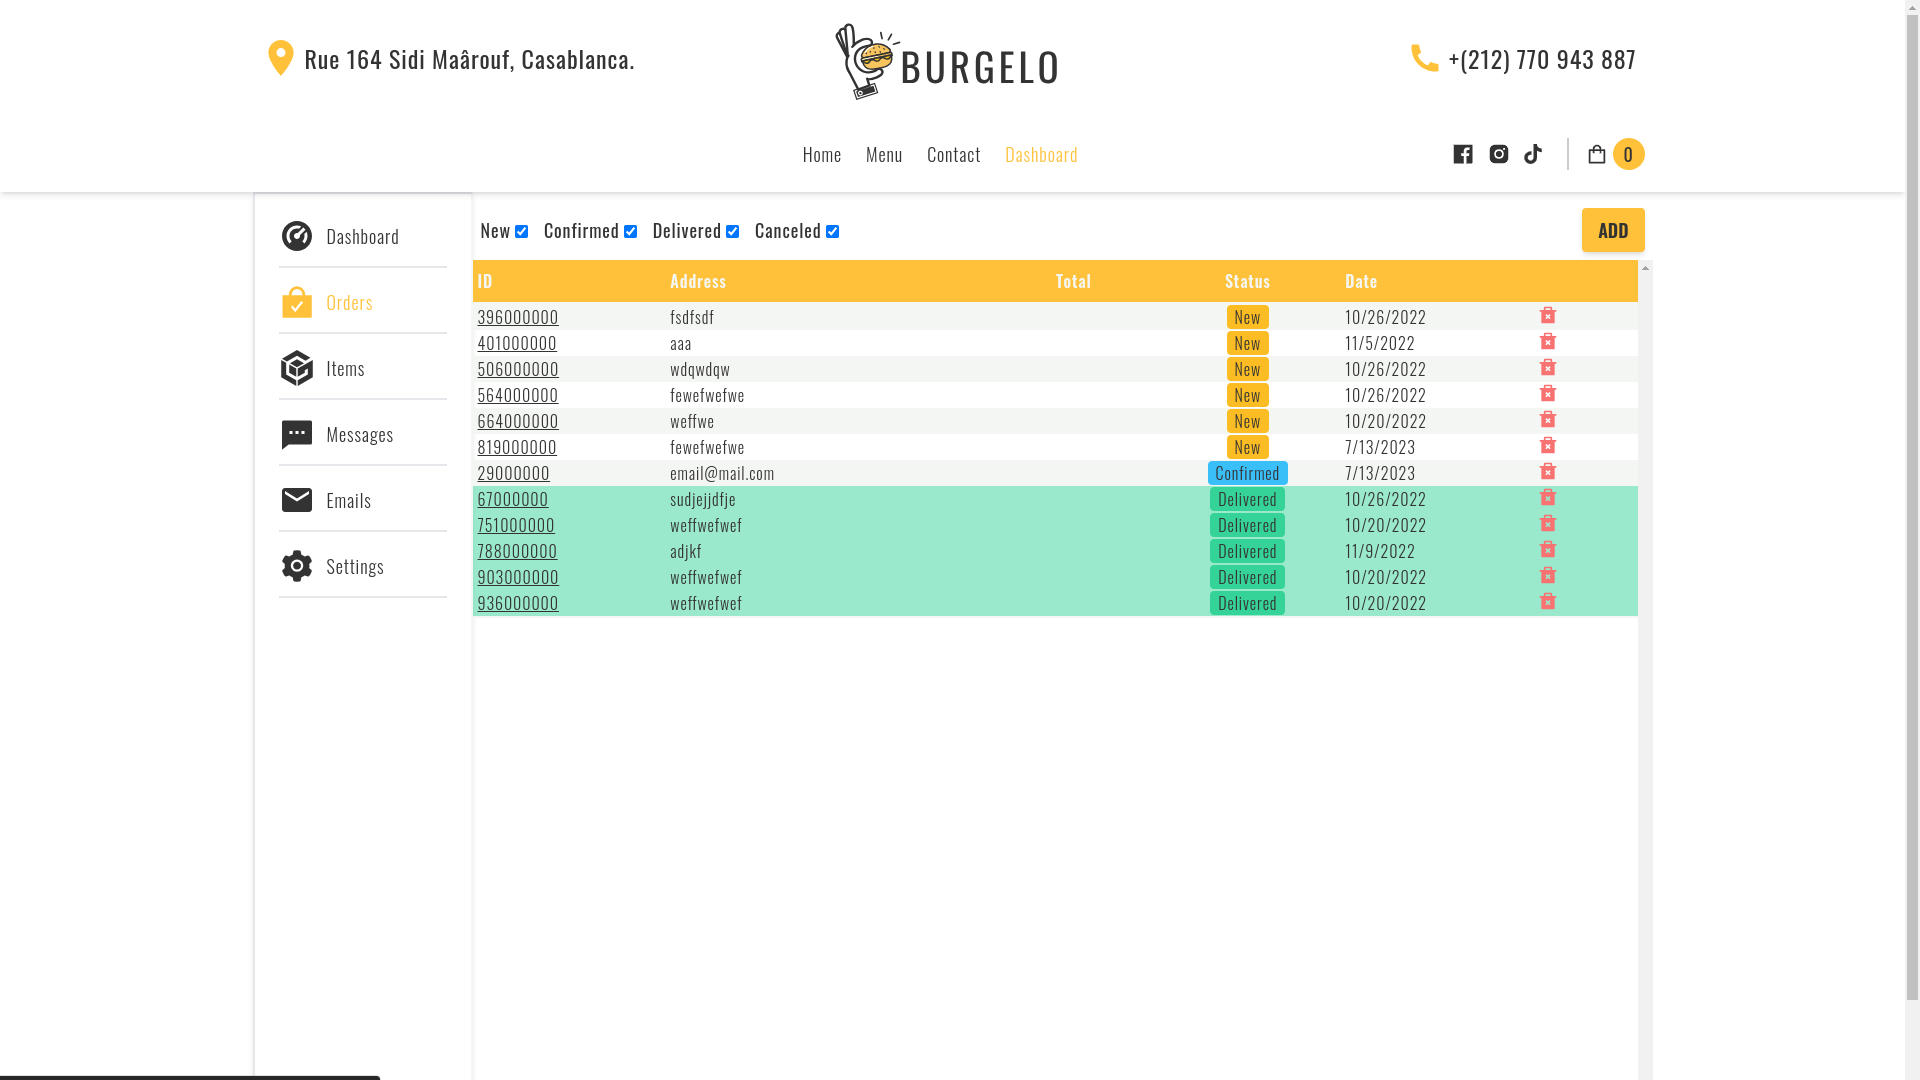 Rue 164 Sidi Maârouf, Casablanca.
BURGELO
+(212) 770 943 887
Home Menu Contact Dashboard
0
Dashboard
Orders
Items
Messages
Emails
Settings
New Confirmed Delivered Canceled
ADD
ID Address Total Status Date
396000000 fsdfsdf New 10/26/2022
401000000 aaa New 11/5/2022
506000000 wdqwdqw New 10/26/2022
564000000 fewefwefwe New 10/26/2022
664000000 weffwe New 10/20/2022
819000000 fewefwefwe New 7/13/2023
29000000 email@mail.com Confirmed 7/13/2023
67000000 sudjejjdfje Delivered 10/26/2022
751000000 weffwefwef Delivered 10/20/2022
788000000 adjkf Delivered 11/9/2022
903000000 weffwefwef Delivered 10/20/2022
936000000 weffwefwef Delivered 10/20/2022